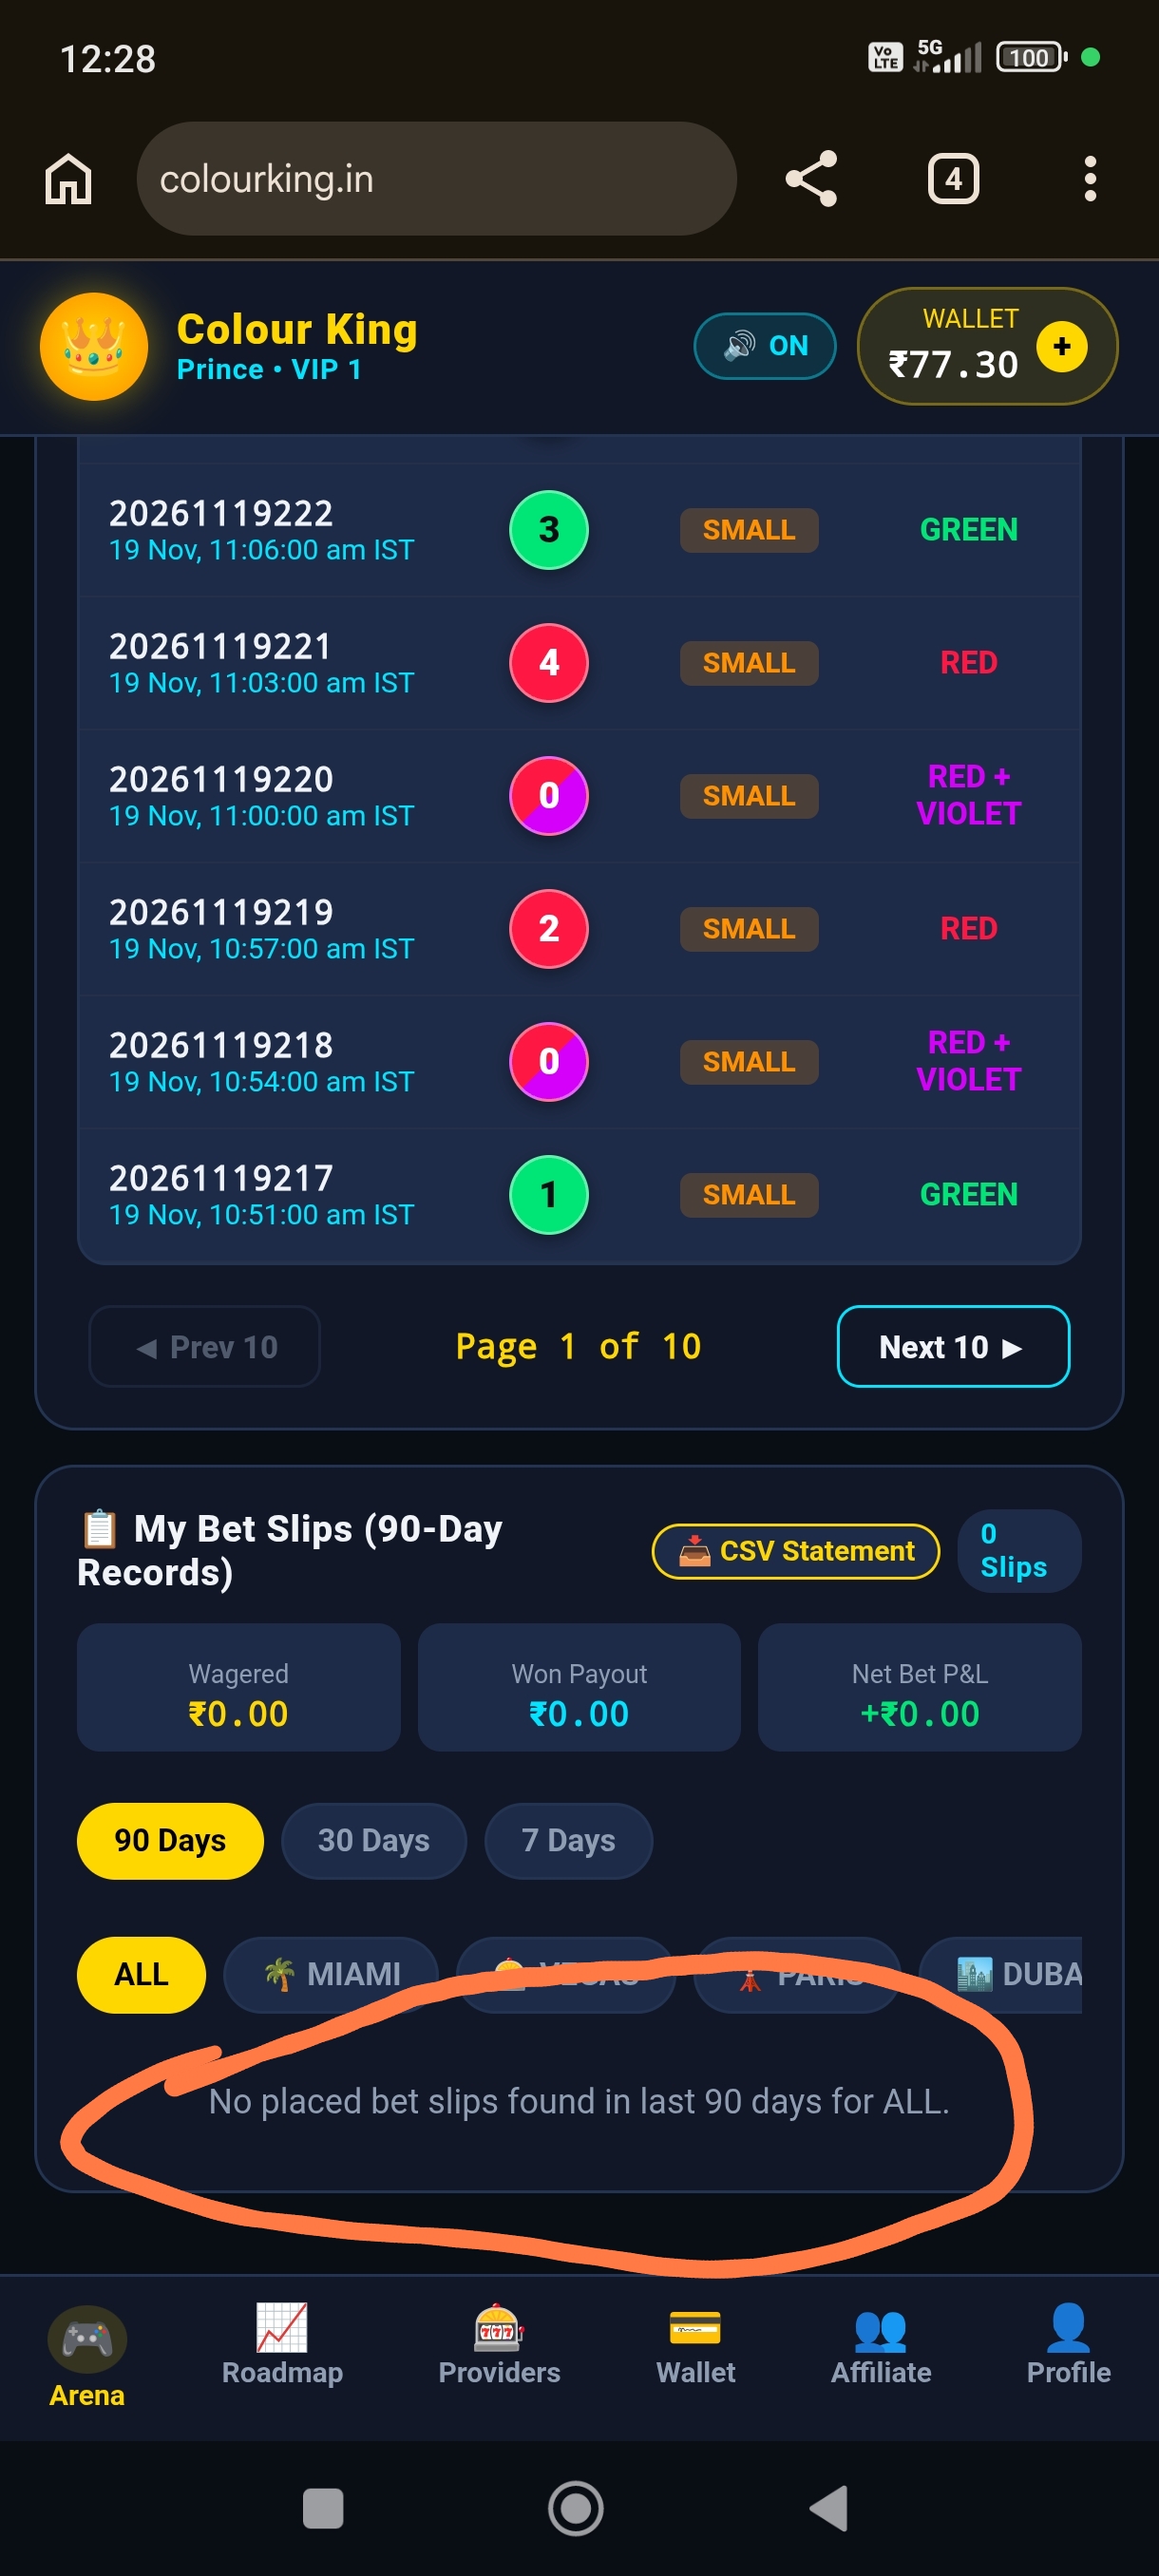 12:28
Vo LTE 5G 100
colourking.in
4
Colour King
Prince • VIP 1
ON
WALLET
₹77.30
+
20261119222
19 Nov, 11:06:00 am IST
3
SMALL
GREEN
20261119221
19 Nov, 11:03:00 am IST
4
SMALL
RED
20261119220
19 Nov, 11:00:00 am IST
0
SMALL
RED +
VIOLET
20261119219
19 Nov, 10:57:00 am IST
2
SMALL
RED
20261119218
19 Nov, 10:54:00 am IST
0
SMALL
RED +
VIOLET
20261119217
19 Nov, 10:51:00 am IST
1
SMALL
GREEN
◄ Prev 10
Page 1 of 10
Next 10 ►
My Bet Slips (90-Day
Records)
CSV Statement
0
Slips
Wagered
₹0.00
Won Payout
₹0.00
Net Bet P&L
+₹0.00
90 Days
30 Days
7 Days
ALL
MIAMI
VEGAS
PARIS
DUBA
No placed bet slips found in last 90 days for ALL.
Arena
Roadmap
Providers
Wallet
Affiliate
Profile